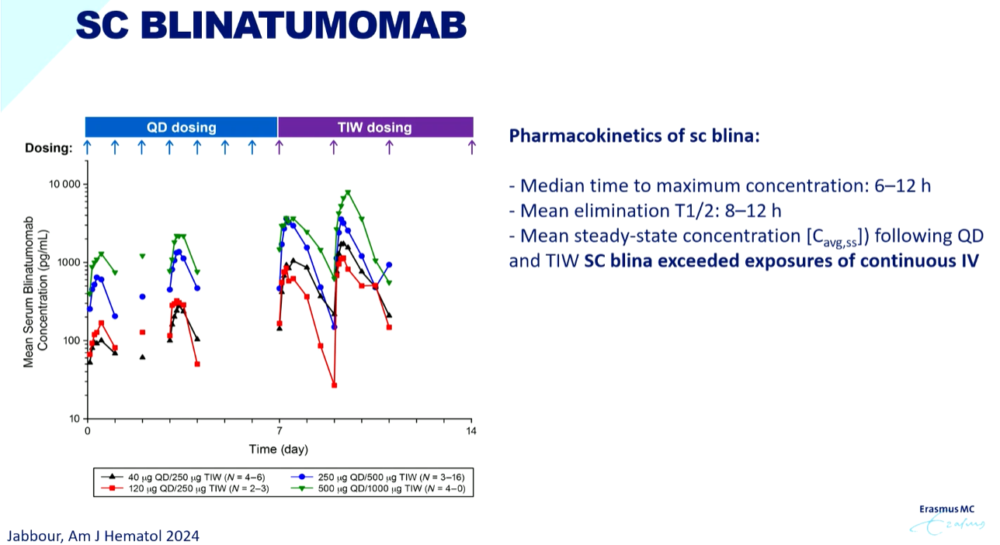 SC BLINATUMOMAB
QD dosing
TIW dosing
Dosing:
Mean Serum Blinatumomab
Concentration (pg/mL)
10 000
1000
100
10
0
7
14
Time (day)
40 µg QD/250 µg TIW (N = 4–6)
250 µg QD/500 µg TIW (N = 3–16)
120 µg QD/250 µg TIW (N = 2–3)
500 µg QD/1000 µg TIW (N = 4–0)
Pharmacokinetics of sc blina:
- Median time to maximum concentration: 6–12 h
- Mean elimination T1/2: 8–12 h
- Mean steady-state concentration [Cavg,ss]) following QD
and TIW SC blina exceeded exposures of continuous IV
Jabbour, Am J Hematol 2024
Erasmus MC
Erasmus